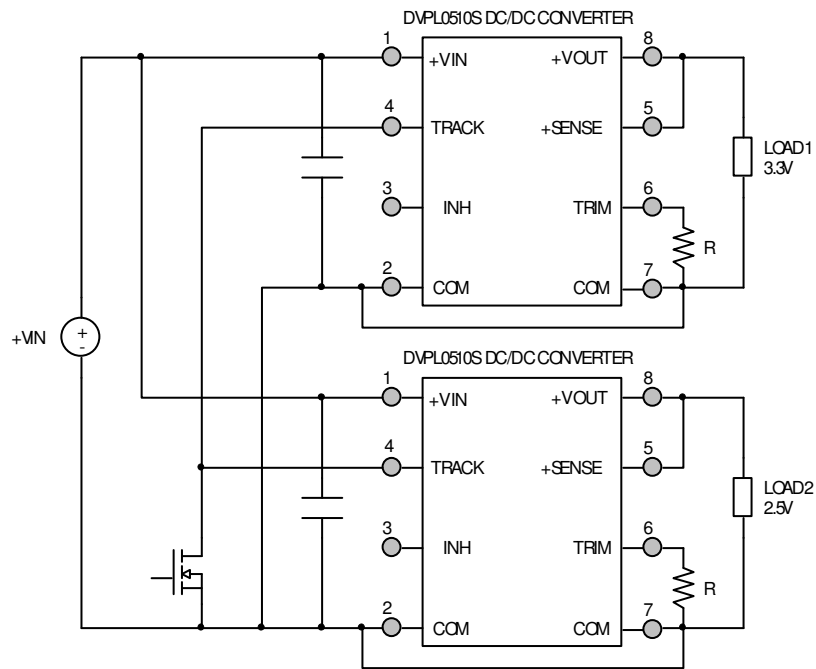 DVPL0510S DC/DC CONVERTER
1
+VIN
+VOUT
8
4
TRACK
+SENSE
5
LOAD1
3.3V
3
INH
TRIM
6
R
2
COM
COM
7
+VIN
+
-
DVPL0510S DC/DC CONVERTER
1
+VIN
+VOUT
8
4
TRACK
+SENSE
5
LOAD2
2.5V
3
INH
TRIM
6
R
2
COM
COM
7